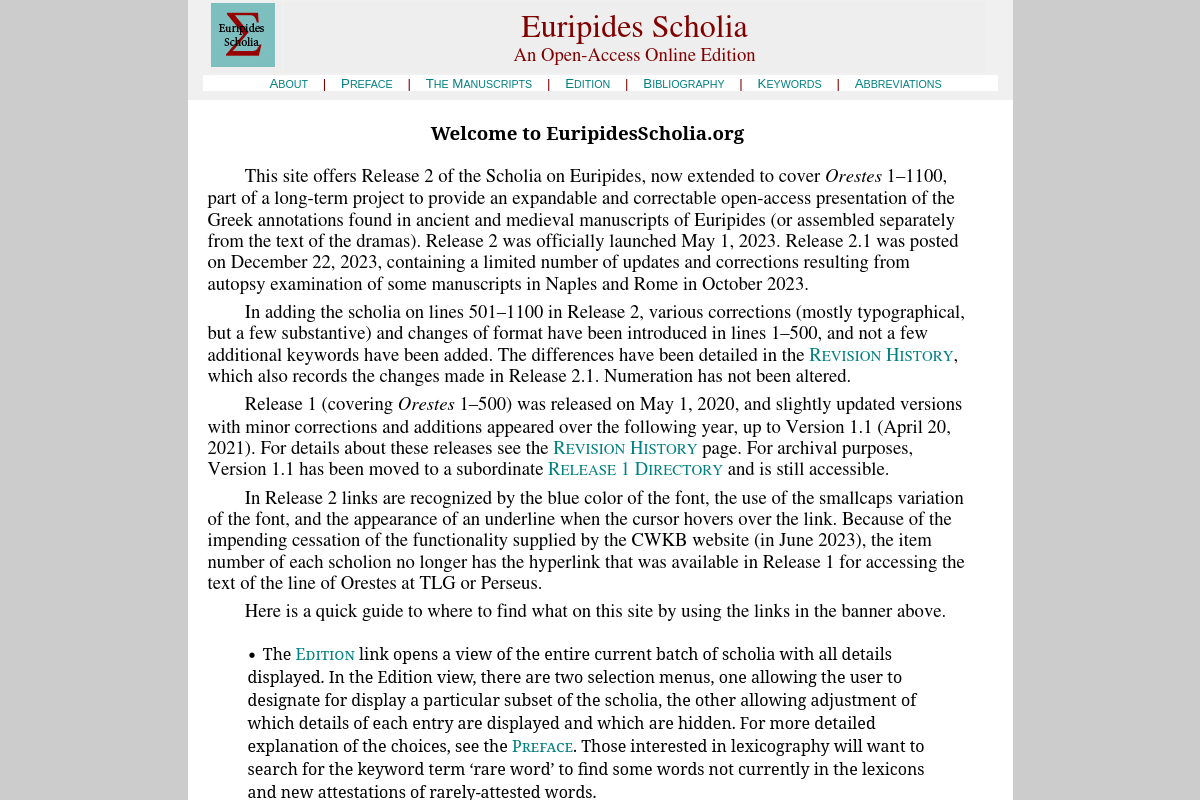 Euripides
Scholia
Σ
Euripides Scholia
An Open-Access Online Edition
About | Preface | The Manuscripts | Edition | Bibliography | Keywords | Abbreviations
Welcome to EuripidesScholia.org
This site offers Release 2 of the Scholia on Euripides, now extended to cover Orestes 1–1100,
part of a long-term project to provide an expandable and correctable open-access presentation of the
Greek annotations found in ancient and medieval manuscripts of Euripides (or assembled separately
from the text of the dramas). Release 2 was officially launched May 1, 2023. Release 2.1 was posted
on December 22, 2023, containing a limited number of updates and corrections resulting from
autopsy examination of some manuscripts in Naples and Rome in October 2023.
In adding the scholia on lines 501–1100 in Release 2, various corrections (mostly typographical,
but a few substantive) and changes of format have been introduced in lines 1–500, and not a few
additional keywords have been added. The differences have been detailed in the Revision History,
which also records the changes made in Release 2.1. Numeration has not been altered.
Release 1 (covering Orestes 1–500) was released on May 1, 2020, and slightly updated versions
with minor corrections and additions appeared over the following year, up to Version 1.1 (April 20,
2021). For details about these releases see the Revision History page. For archival purposes,
Version 1.1 has been moved to a subordinate Release 1 Directory and is still accessible.
In Release 2 links are recognized by the blue color of the font, the use of the smallcaps variation
of the font, and the appearance of an underline when the cursor hovers over the link. Because of the
impending cessation of the functionality supplied by the CWKB website (in June 2023), the item
number of each scholion no longer has the hyperlink that was available in Release 1 for accessing the
text of the line of Orestes at TLG or Perseus.
Here is a quick guide to where to find what on this site by using the links in the banner above.
• The Edition link opens a view of the entire current batch of scholia with all details
displayed. In the Edition view, there are two selection menus, one allowing the user to
designate for display a particular subset of the scholia, the other allowing adjustment of
which details of each entry are displayed and which are hidden. For more detailed
explanation of the choices, see the Preface. Those interested in lexicography will want to
search for the keyword term ‘rare word’ to find some words not currently in the lexicons
and new attestations of rarely-attested words.